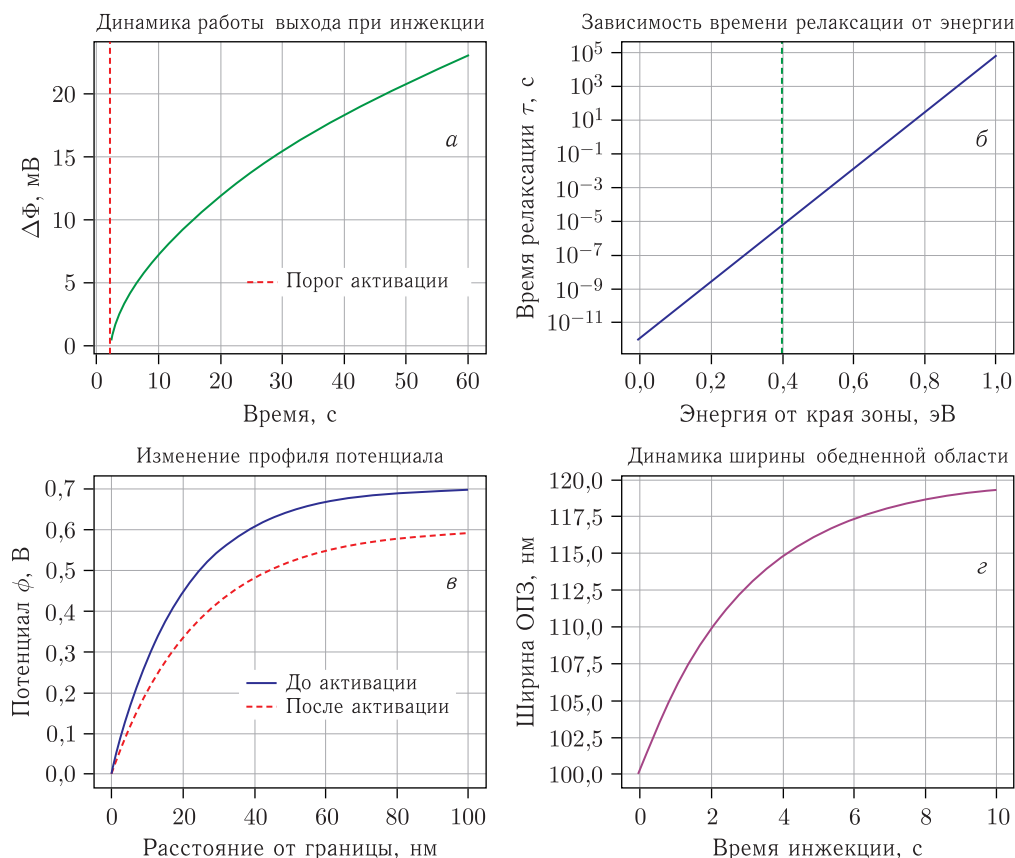 Динамика работы выхода при инжекции
ΔΦ, мВ
20
15
10
5
0
а
Порог активации
0 10 20 30 40 50 60
Время, с
Зависимость времени релаксации от энергии
Время релаксации τ, с
10⁵
10³
10¹
10⁻¹
10⁻³
10⁻⁵
10⁻⁷
10⁻⁹
10⁻¹¹
б
0,0 0,2 0,4 0,6 0,8 1,0
Энергия от края зоны, эВ
Изменение профиля потенциала
Потенциал ϕ, В
0,7
0,6
0,5
0,4
0,3
0,2
0,1
0,0
в
До активации
После активации
0 20 40 60 80 100
Расстояние от границы, нм
Динамика ширины обедненной области
Ширина ОПЗ, нм
120,0
117,5
115,0
112,5
110,0
107,5
105,0
102,5
100,0
г
0 2 4 6 8 10
Время инжекции, с